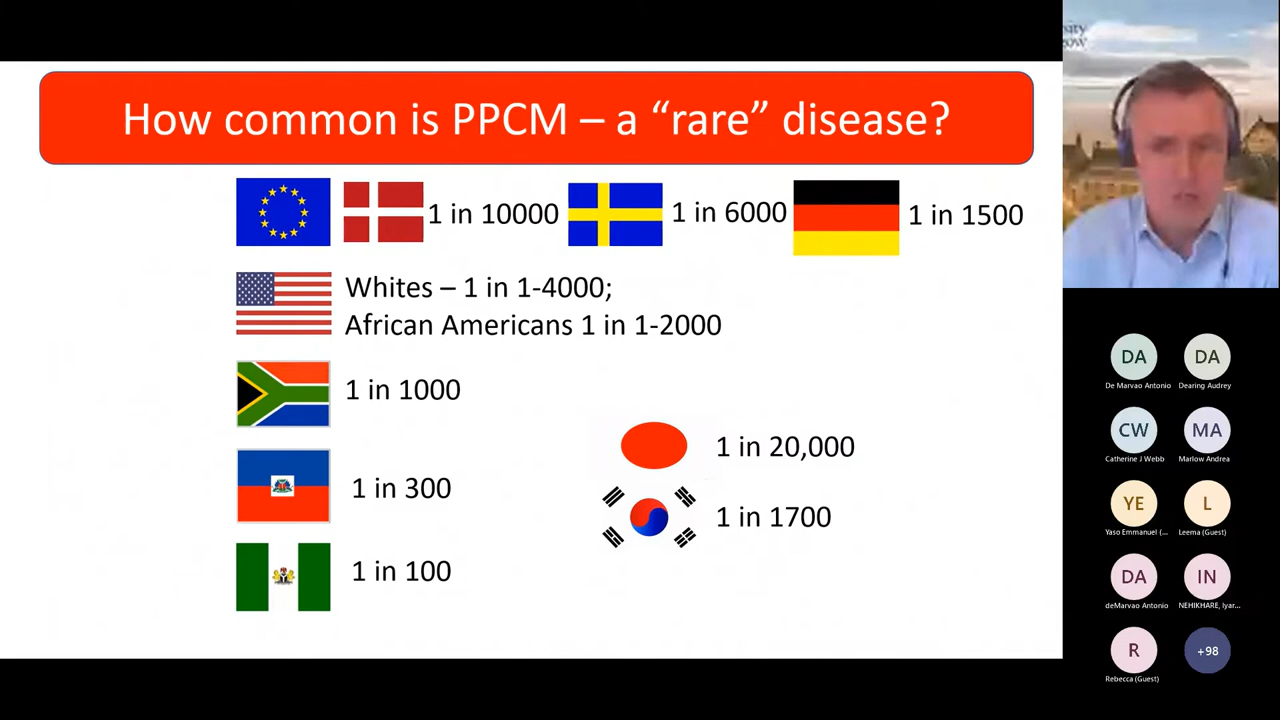 How common is PPCM – a “rare” disease?
1 in 10000
1 in 6000
1 in 1500
Whites – 1 in 1-4000;
African Americans 1 in 1-2000
1 in 1000
1 in 300
1 in 100
1 in 20,000
1 in 1700
DA
De Marvao Antonio
DA
Dearing Audrey
CW
Catherine J Webb
MA
Marlow Andrea
YE
Yaso Emmanuel (...
L
Leema (Guest)
DA
deMarvao Antonio
IN
NEHIKHARE, Iyar...
R
Rebecca (Guest)
+98